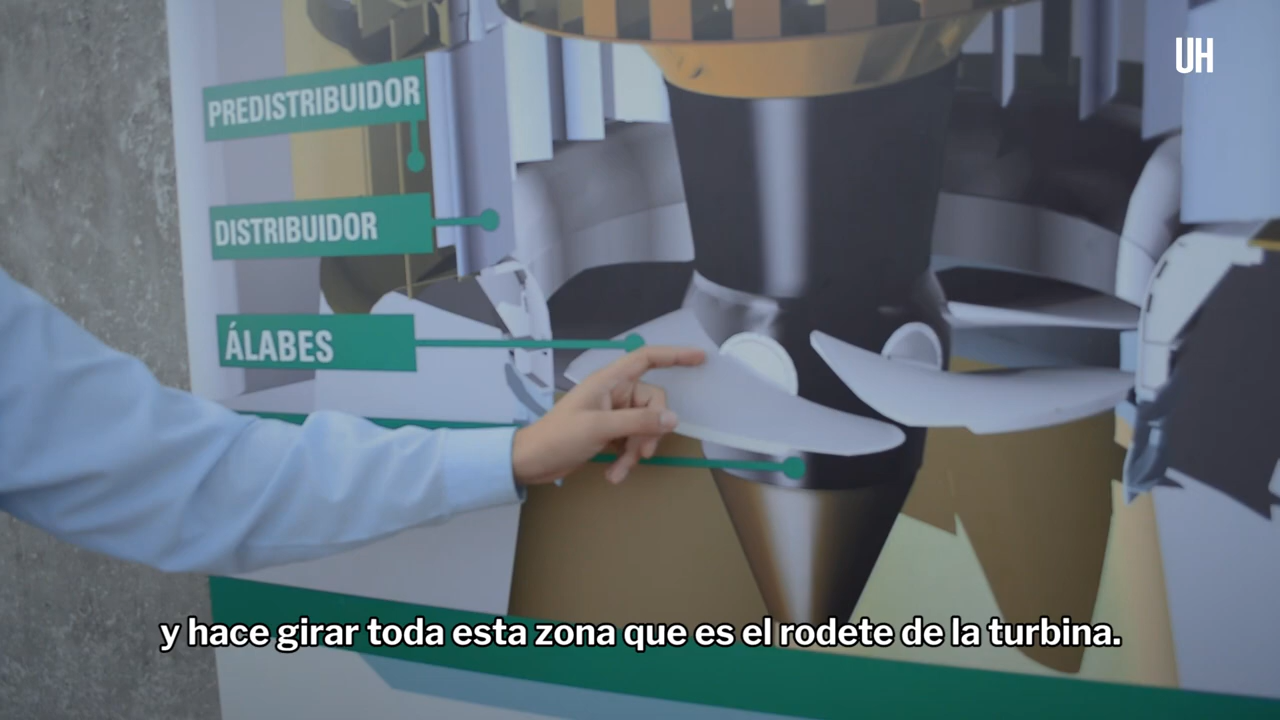 UH
PREDISTRIBUIDOR
DISTRIBUIDOR
ÁLABES
y hace girar toda esta zona que es el rodete de la turbina.